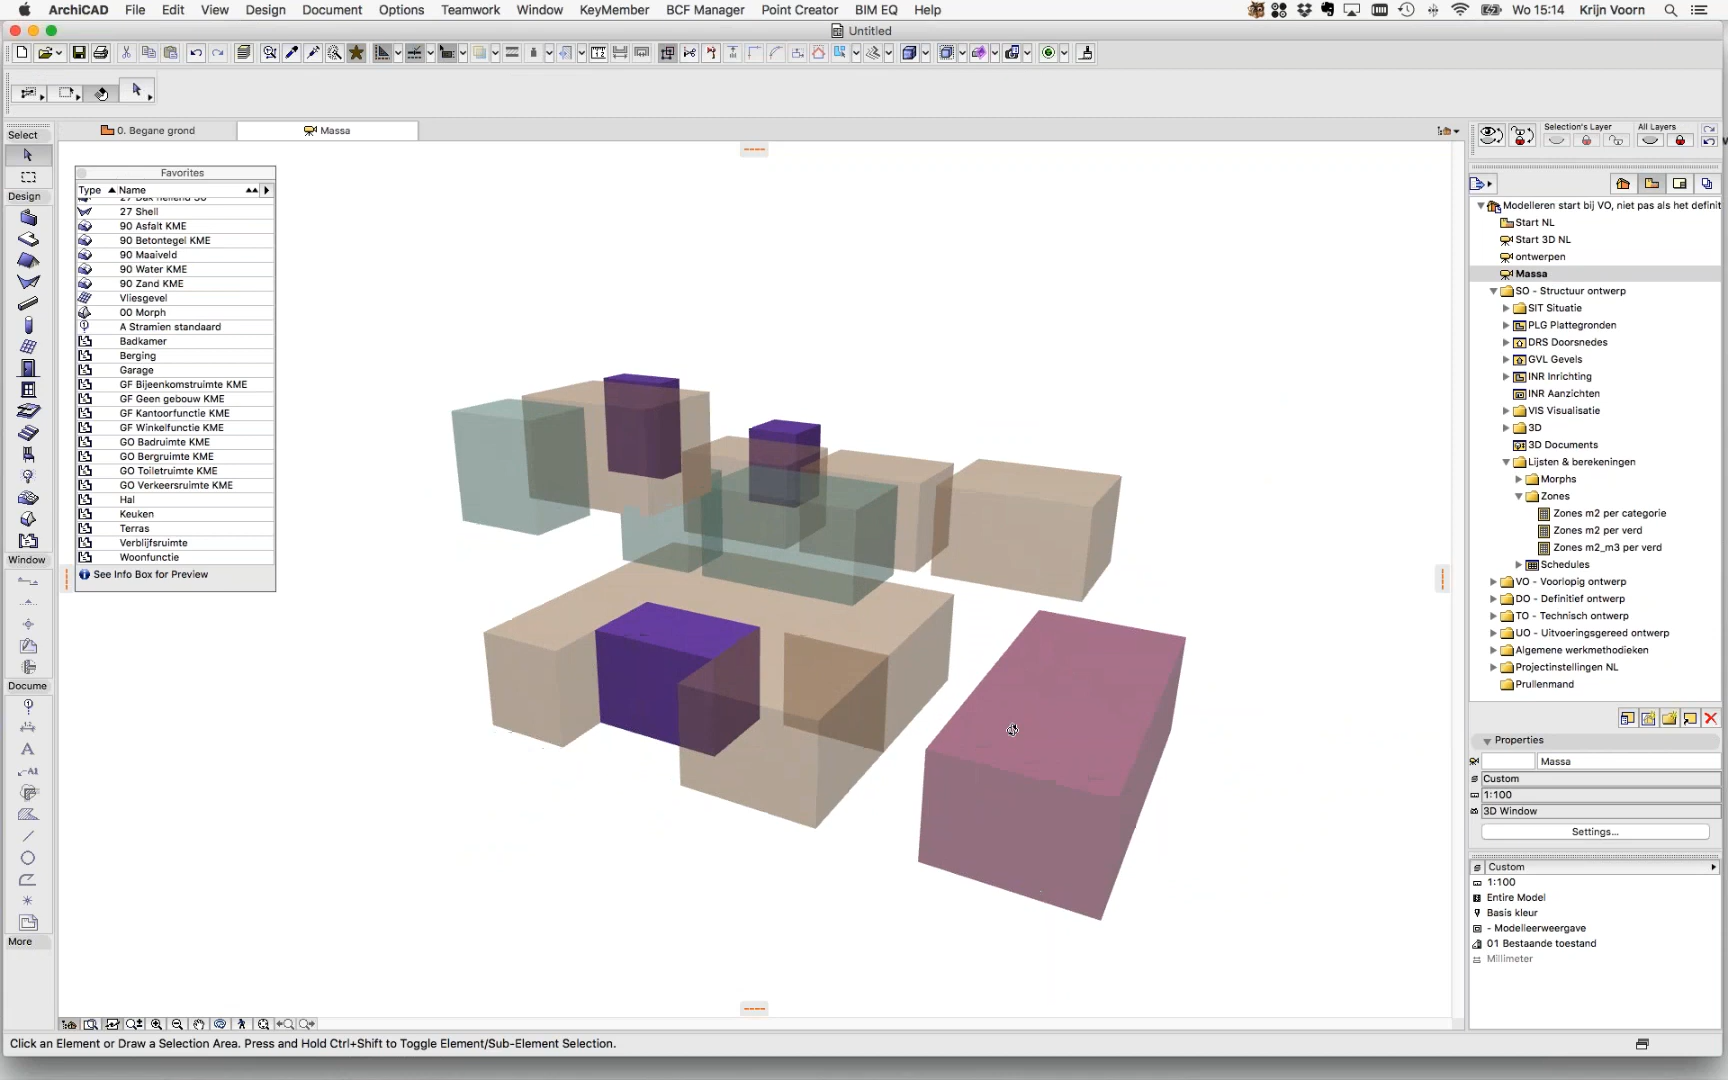 ArchiCAD File Edit View Design Document Options Teamwork Window KeyMember BCF Manager Point Creator BIM EQ Help Wo 15:14 Krijn Voorn
Untitled
0. Begane grond
Massa
Selection's Layer
All Layers
Select
Design
Window
Docume
More
Favorites
Type Name
27 Shell
90 Asfalt KME
90 Betontegel KME
90 Maaiveld
90 Water KME
90 Zand KME
Vliesgevel
00 Morph
A Stramien standaard
Badkamer
Berging
Garage
GF Bijeenkomstruimte KME
GF Geen gebouw KME
GF Kantoorfunctie KME
GF Winkelfunctie KME
GO Badruimte KME
GO Bergruimte KME
GO Toiletruimte KME
GO Verkeersruimte KME
Hal
Keuken
Terras
Verblijfsruimte
Woonfunctie
See Info Box for Preview
Modelleren start bij VO, niet pas als het definit
Start NL
Start 3D NL
ontwerpen
Massa
SO - Structuur ontwerp
SIT Situatie
PLG Plattegronden
DRS Doorsnedes
GVL Gevels
INR Inrichting
INR Aanzichten
VIS Visualisatie
3D
3D Documents
Lijsten & berekeningen
Morphs
Zones
Zones m2 per categorie
Zones m2 per verd
Zones m2_m3 per verd
Schedules
VO - Voorlopig ontwerp
DO - Definitief ontwerp
TO - Technisch ontwerp
UO - Uitvoeringsgereed ontwerp
Algemene werkmethodieken
Projectinstellingen NL
Prullenmand
Properties
Massa
Custom
1:100
3D Window
Settings...
Custom
1:100
Entire Model
Basis kleur
- Modelleerweergave
01 Bestaande toestand
Millimeter
Click an Element or Draw a Selection Area. Press and Hold Ctrl+Shift to Toggle Element/Sub-Element Selection.